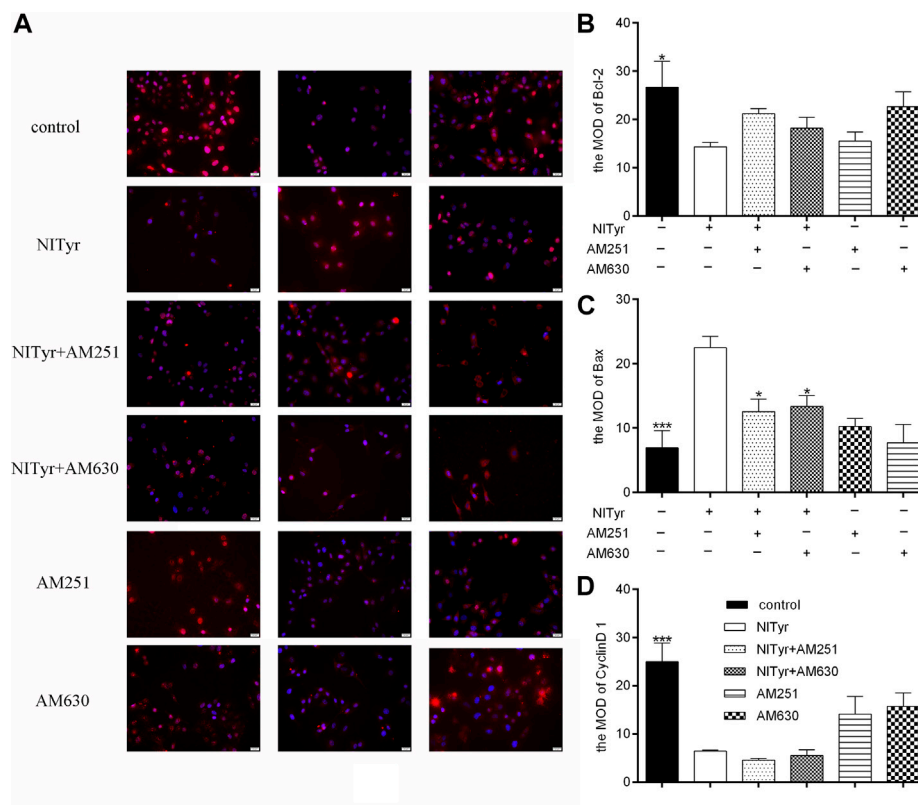 A
control
NITyr
NITyr+AM251
NITyr+AM630
AM251
AM630
B
the MOD of Bcl-2
40
30
20
10
0
*
NITyr – + + + – –
AM251 – – + – + –
AM630 – – – + – +
C
the MOD of Bax
30
20
10
0
*** * *
NITyr – + + + – –
AM251 – – + – + –
AM630 – – – + – +
D
the MOD of CyclinD 1
40
30
20
10
0
***
control
NITyr
NITyr+AM251
NITyr+AM630
AM251
AM630